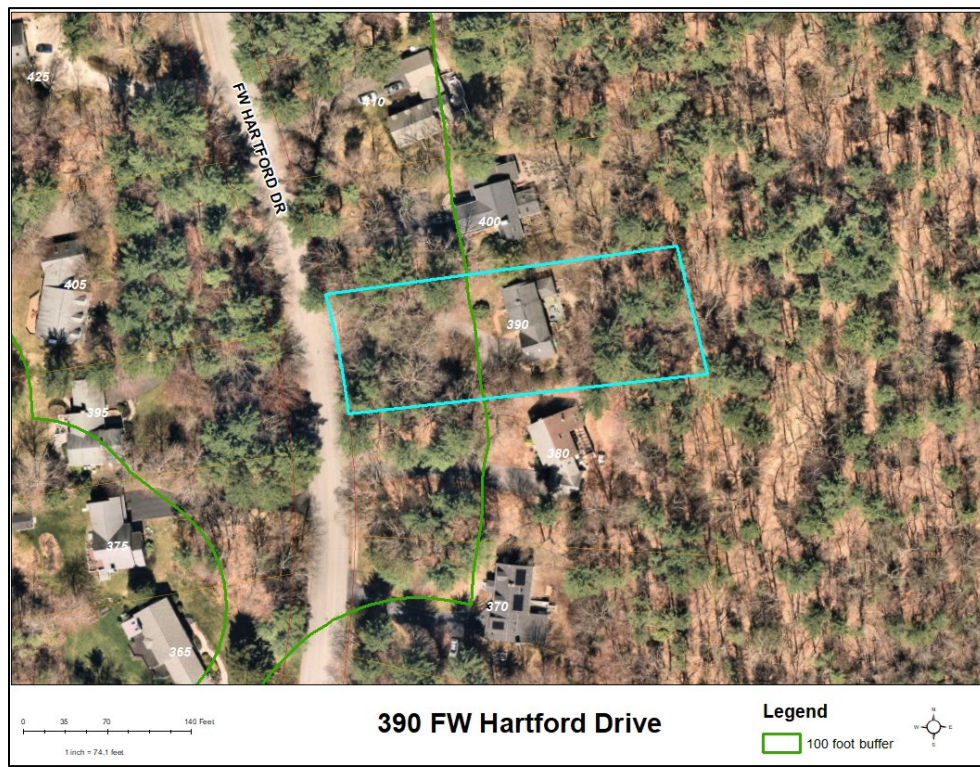 425
410
FW HARTFORD DR
400
405
390
395
380
375
370
365
0 35 70 140 Feet
1 inch = 74.1 feet
390 FW Hartford Drive
Legend
100 foot buffer
N
W E
S